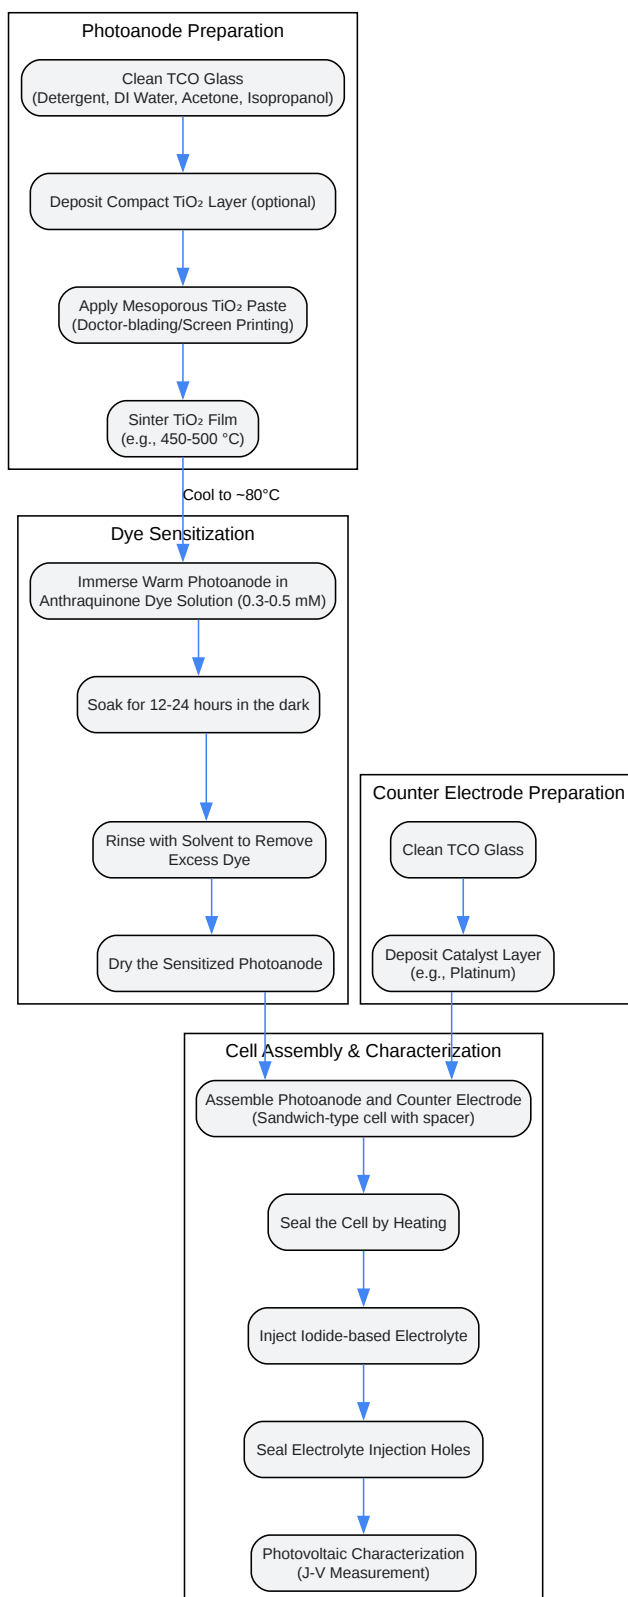 Photoanode Preparation
Clean TCO Glass
(Detergent, DI Water, Acetone, Isopropanol)
Deposit Compact TiO₂ Layer (optional)
Apply Mesoporous TiO₂ Paste
(Doctor-blading/Screen Printing)
Sinter TiO₂ Film
(e.g., 450-500 °C)
Cool to ~80°C
Dye Sensitization
Immerse Warm Photoanode in
Anthraquinone Dye Solution (0.3-0.5 mM)
Soak for 12-24 hours in the dark
Rinse with Solvent to Remove
Excess Dye
Dry the Sensitized Photoanode
Counter Electrode Preparation
Clean TCO Glass
Deposit Catalyst Layer
(e.g., Platinum)
Cell Assembly & Characterization
Assemble Photoanode and Counter Electrode
(Sandwich-type cell with spacer)
Seal the Cell by Heating
Inject Iodide-based Electrolyte
Seal Electrolyte Injection Holes
Photovoltaic Characterization
(J-V Measurement)